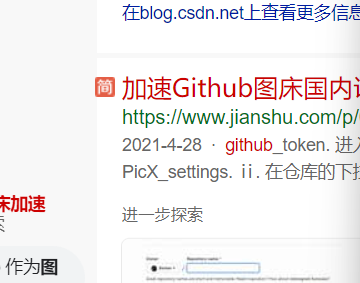 在blog.csdn.net上查看更多信息
简
加速Github图床国内
https://www.jianshu.com/p/
2021-4-28 · github_token. 进入
PicX_settings. ii. 在仓库的下
进一步探索
床加速
索
作为图
Owner
Repository name